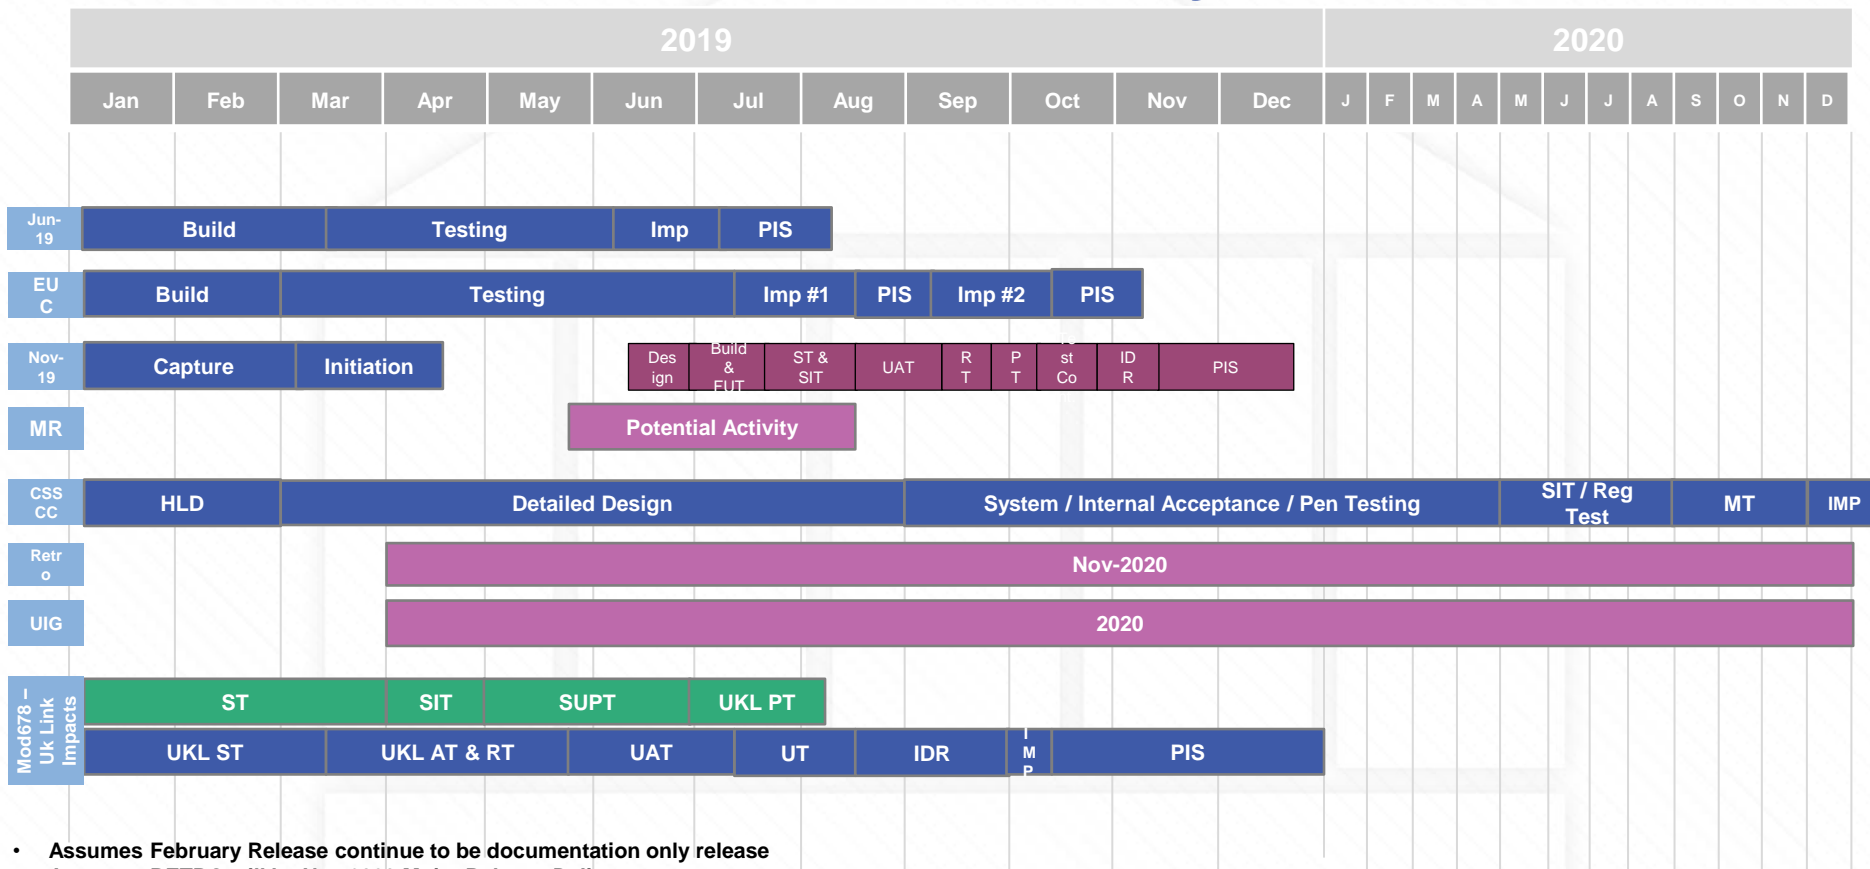 2019 2020
Jan Feb Mar Apr May Jun Jul Aug Sep Oct Nov Dec J F M A M J J A S O N D
Jun-
19
Build Testing Imp PIS
EU
C
Build Testing Imp #1 PIS Imp #2 PIS
Nov-
19
Capture Initiation
Des
ign
Build
&
FUT
ST &
SIT
UAT
R
T
P
T
st
Co
ID
R
PIS
MR
Potential Activity
CSS
CC
HLD Detailed Design System / Internal Acceptance / Pen Testing
SIT / Reg
Test
MT IMP
Retr
o
Nov-2020
UIG
2020
Mod678 –
Uk Link
Impacts
ST SIT SUPT UKL PT
UKL ST UKL AT & RT UAT UT IDR
I
M
P
PIS
• Assumes February Release continue to be documentation only release